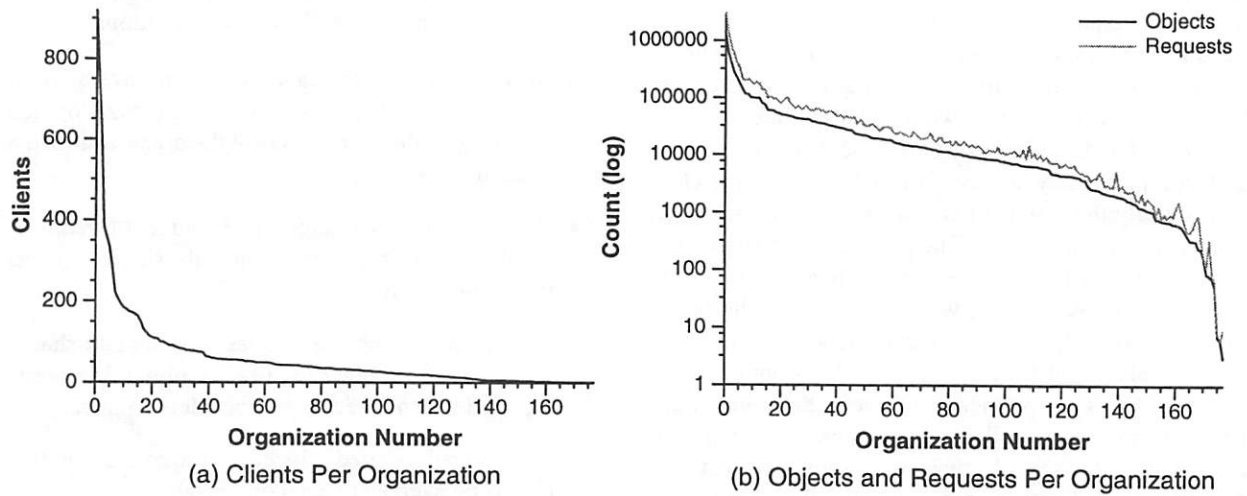 800
600
400
200
0
Clients
0 20 40 60 80 100 120 140 160
Organization Number
(a) Clients Per Organization
Objects
Requests
1000000
100000
10000
1000
100
10
1
Count (log)
0 20 40 60 80 100 120 140 160
Organization Number
(b) Objects and Requests Per Organization